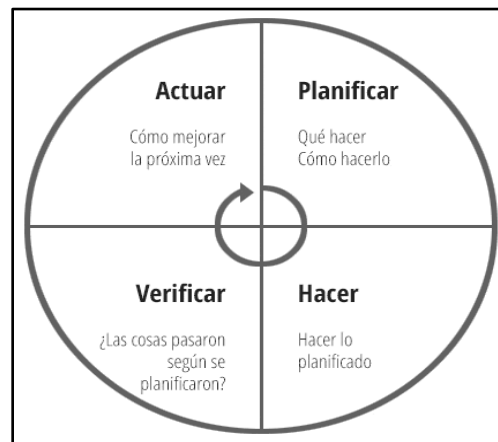 Actuar
Cómo mejorar
la próxima vez
Planificar
Qué hacer
Cómo hacerlo
Verificar
¿Las cosas pasaron
según se
planificaron?
Hacer
Hacer lo
planificado